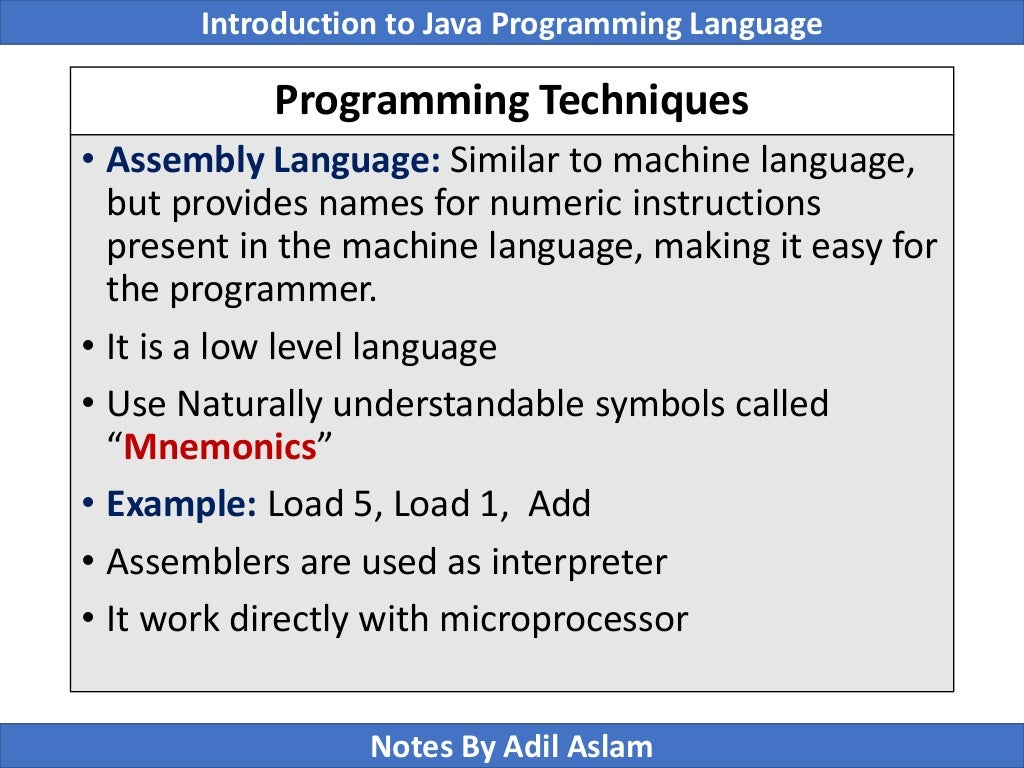 Introduction to Java Programming Language
Programming Techniques
• Assembly Language: Similar to machine language,
but provides names for numeric instructions
present in the machine language, making it easy for
the programmer.
• It is a low level language
• Use Naturally understandable symbols called
“Mnemonics”
• Example: Load 5, Load 1,  Add
• Assemblers are used as interpreter
• It work directly with microprocessor
Notes By Adil Aslam